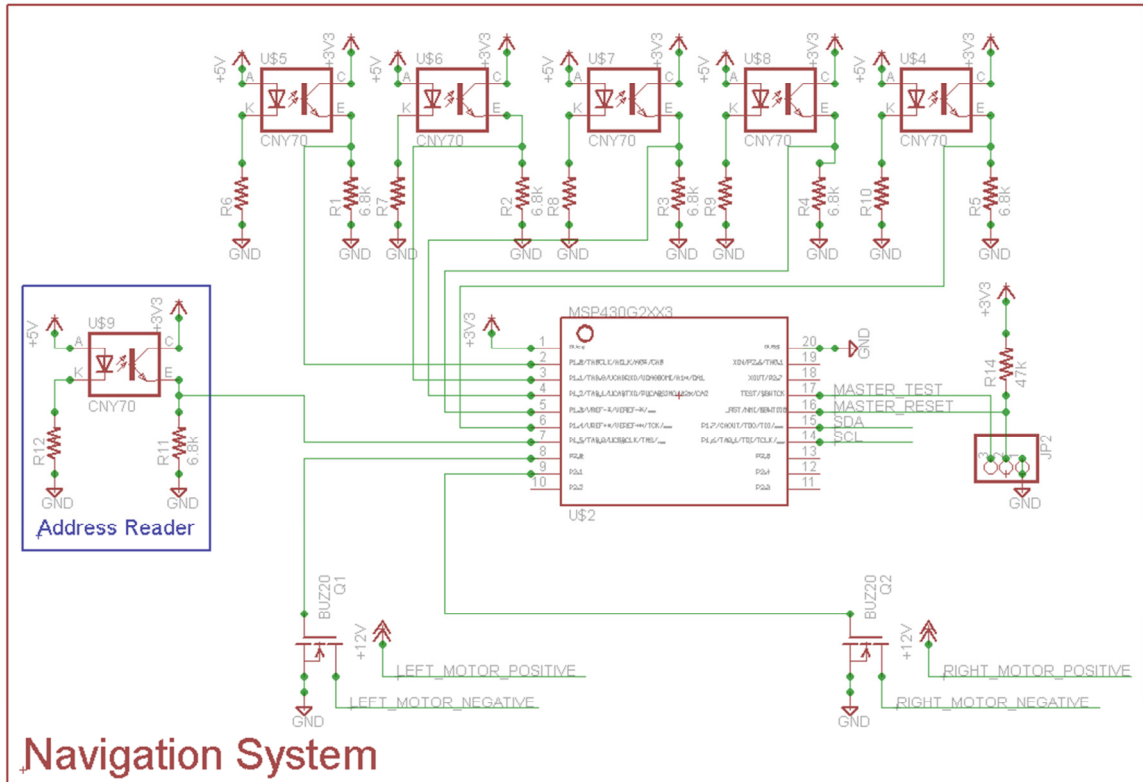 U$5
+5V
+3V3
A
C
K
E
CNY70
R6
GND
R1
6.8k
GND
U$6
+5V
+3V3
A
C
K
E
CNY70
R7
GND
R2
6.8k
GND
U$7
+5V
+3V3
A
C
K
E
CNY70
R8
GND
R3
6.8k
GND
U$8
+5V
+3V3
A
C
K
E
CNY70
R9
GND
R4
6.8k
GND
U$4
+5V
+3V3
A
C
K
E
CNY70
R10
GND
R5
6.8k
GND
U$9
+5V
+3V3
A
C
K
E
CNY70
R12
GND
R11
6.8k
GND
Address Reader
MSP430G2XX3
+3V3
1
2
3
4
5
6
7
8
9
10
20
19
18
17
16
15
14
13
12
11
U$2
GND
+3V3
R14
47k
MASTER_TEST
MASTER_RESET
SDA
SCL
JP2
3
2
1
GND
BUZ20
Q1
+12V
LEFT_MOTOR_POSITIVE
LEFT_MOTOR_NEGATIVE
GND
BUZ20
Q2
+12V
RIGHT_MOTOR_POSITIVE
RIGHT_MOTOR_NEGATIVE
GND
Navigation System